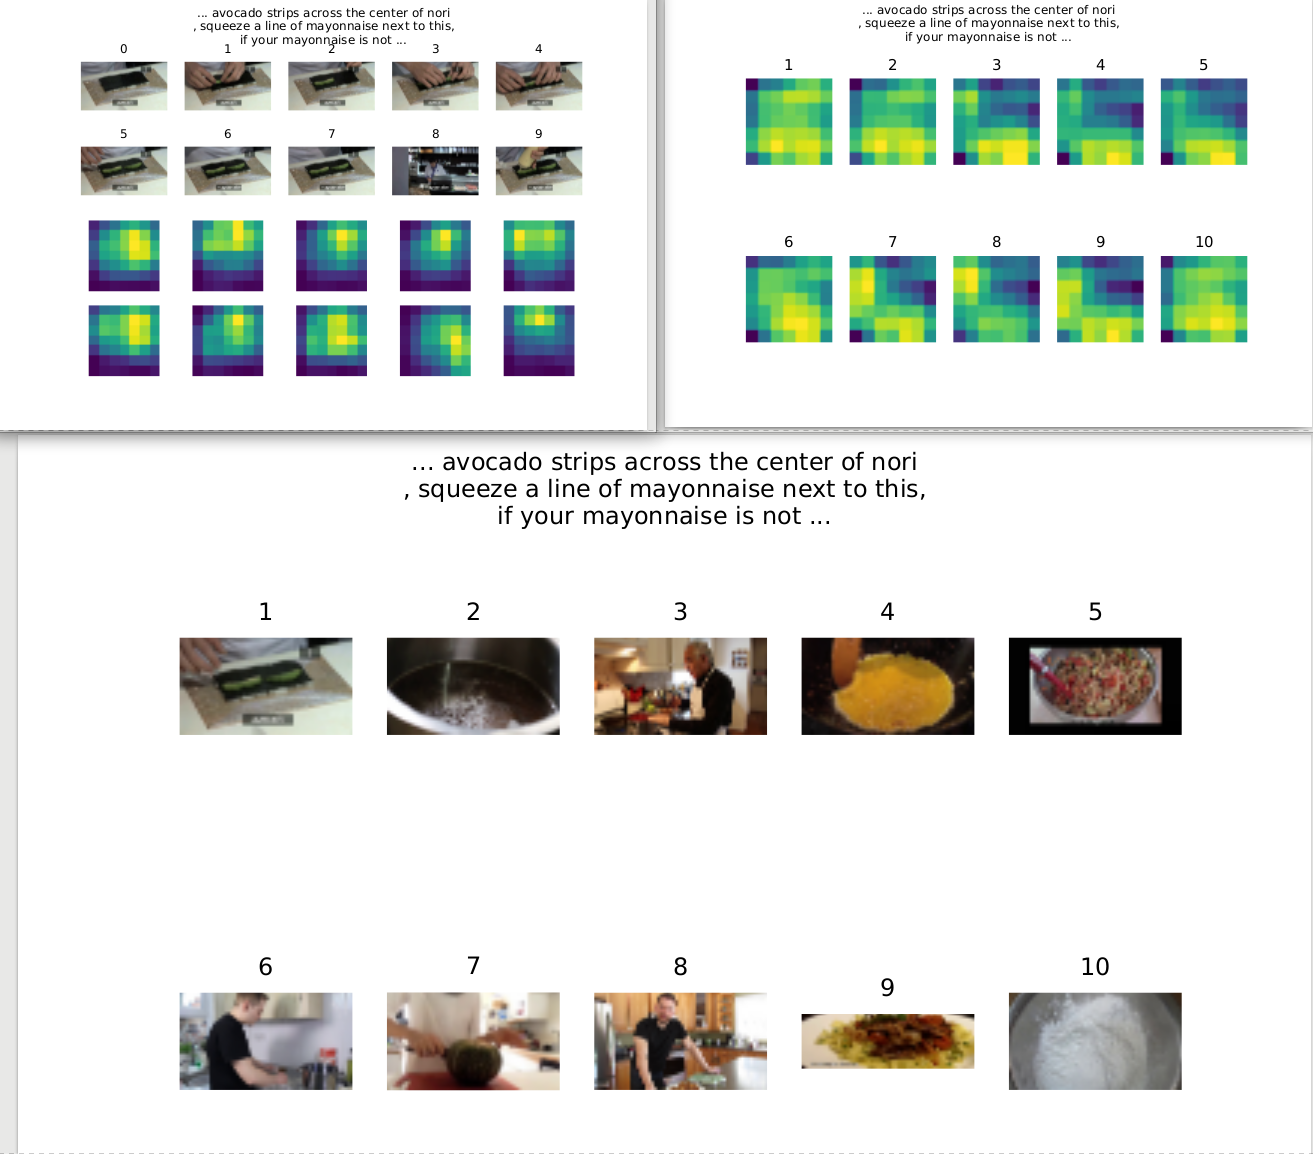 ... avocado strips across the center of nori
, squeeze a line of mayonnaise next to this,
if your mayonnaise is not ...
0 1 2 3 4
5 6 7 8 9
... avocado strips across the center of nori
, squeeze a line of mayonnaise next to this,
if your mayonnaise is not ...
1 2 3 4 5
6 7 8 9 10
... avocado strips across the center of nori
, squeeze a line of mayonnaise next to this,
if your mayonnaise is not ...
1 2 3 4 5
6 7 8 9 10